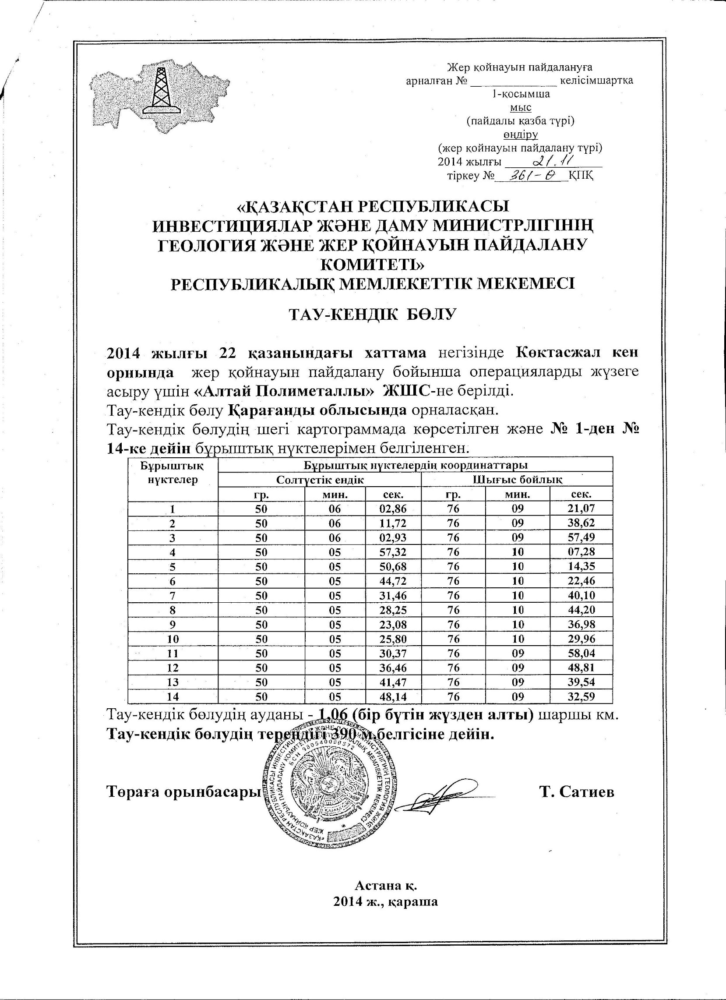 Жер қойнауын пайдалануға
арналған № ______________ келісімшартқа
1-қосымша
мыс
(пайдалы қазба түрі)
өңдіру
(жер қойнауын пайдалану түрі)
2014 жылғы 21.11
тіркеу № 361-Ө ҚПҚ
«ҚАЗАҚСТАН РЕСПУБЛИКАСЫ
ИНВЕСТИЦИЯЛАР ЖӘНЕ ДАМУ МИНИСТРЛІГІНІҢ
ГЕОЛОГИЯ ЖӘНЕ ЖЕР ҚОЙНАУЫН ПАЙДАЛАНУ
КОМИТЕТІ»
РЕСПУБЛИКАЛЫҚ МЕМЛЕКЕТТІК МЕКЕМЕСІ
ТАУ-КЕНДІК БӨЛУ
2014 жылғы 22 қазанындағы хаттама негізінде Көктасжал кен
орнында жер қойнауын пайдалану бойынша операцияларды жүзеге
асыру үшін «Алтай Полиметаллы» ЖШС-не берілді.
Тау-кендік бөлу Қарағанды облысында орналасқан.
Тау-кендік бөлудің шегі картограммада көрсетілген және № 1-ден №
14-ке дейін бұрыштық нүктелерімен белгіленген.
Бұрыштық нүктелер Бұрыштық нүктелердің координаттары
Солтүстік ендік Шығыс бойлық
гр. мин. сек. гр. мин. сек.
1 50 06 02,86 76 09 21,07
2 50 06 11,72 76 09 38,62
3 50 06 02,93 76 09 57,49
4 50 05 57,32 76 10 07,28
5 50 05 50,68 76 10 14,35
6 50 05 44,72 76 10 22,46
7 50 05 31,46 76 10 40,10
8 50 05 28,25 76 10 44,20
9 50 05 23,08 76 10 36,98
10 50 05 25,80 76 10 29,96
11 50 05 30,37 76 09 58,04
12 50 05 36,46 76 09 48,81
13 50 05 41,47 76 09 39,54
14 50 05 48,14 76 09 32,59
Тау-кендік бөлудің ауданы - 1,06 (бір бүтін жүзден алты) шаршы км.
Тау-кендік бөлудің тереңдігі 390 м белгісіне дейін.
БСН 980540000572
Төраға орынбасары Т. Сатиев
Астана қ.
2014 ж., қараша